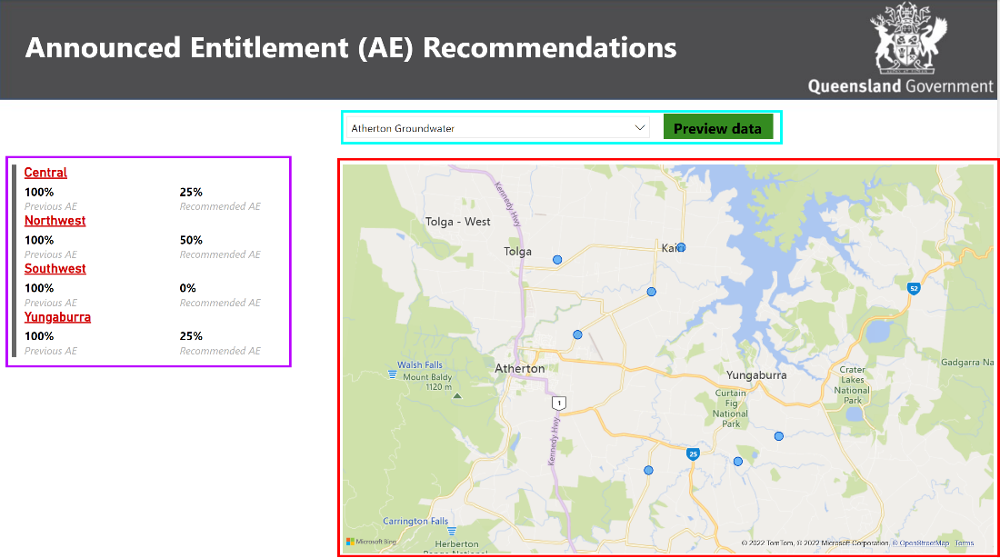 Announced Entitlement (AE) Recommendations
Queensland Government
Atherton Groundwater
Preview data
Central
100% 25%
Previous AE Recommended AE
Northwest
100% 50%
Previous AE Recommended AE
Southwest
100% 0%
Previous AE Recommended AE
Yungaburra
100% 25%
Previous AE Recommended AE
Kennedy Hwy
Tolga - West
Tolga
Kairi
52
Walsh Falls
Mount Baldy
1120 m
Atherton
Yungaburra
Gadgarra Na
Crater
Lakes
National
Park
Curtain
Fig
National
Park
1
Kennedy Hwy
25
Carrington Falls
Herberton
Range National
Microsoft Bing
© 2022 TomTom, © 2022 Microsoft Corporation, © OpenStreetMap Terms